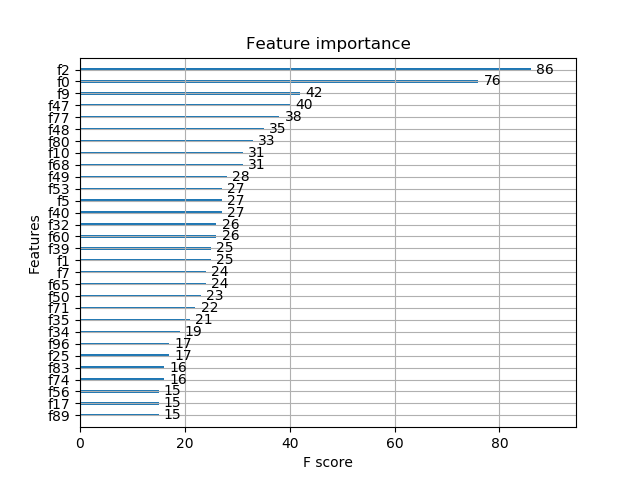 Feature importance
Features
f2 86
f0 76
f9 42
f47 40
f77 38
f48 35
f80 33
f10 31
f68 31
f49 28
f53 27
f5 27
f40 27
f32 26
f60 26
f39 25
f1 25
f7 24
f65 24
f50 23
f71 22
f35 21
f34 19
f96 17
f25 17
f83 16
f74 16
f56 15
f17 15
f89 15
0 20 40 60 80
F score